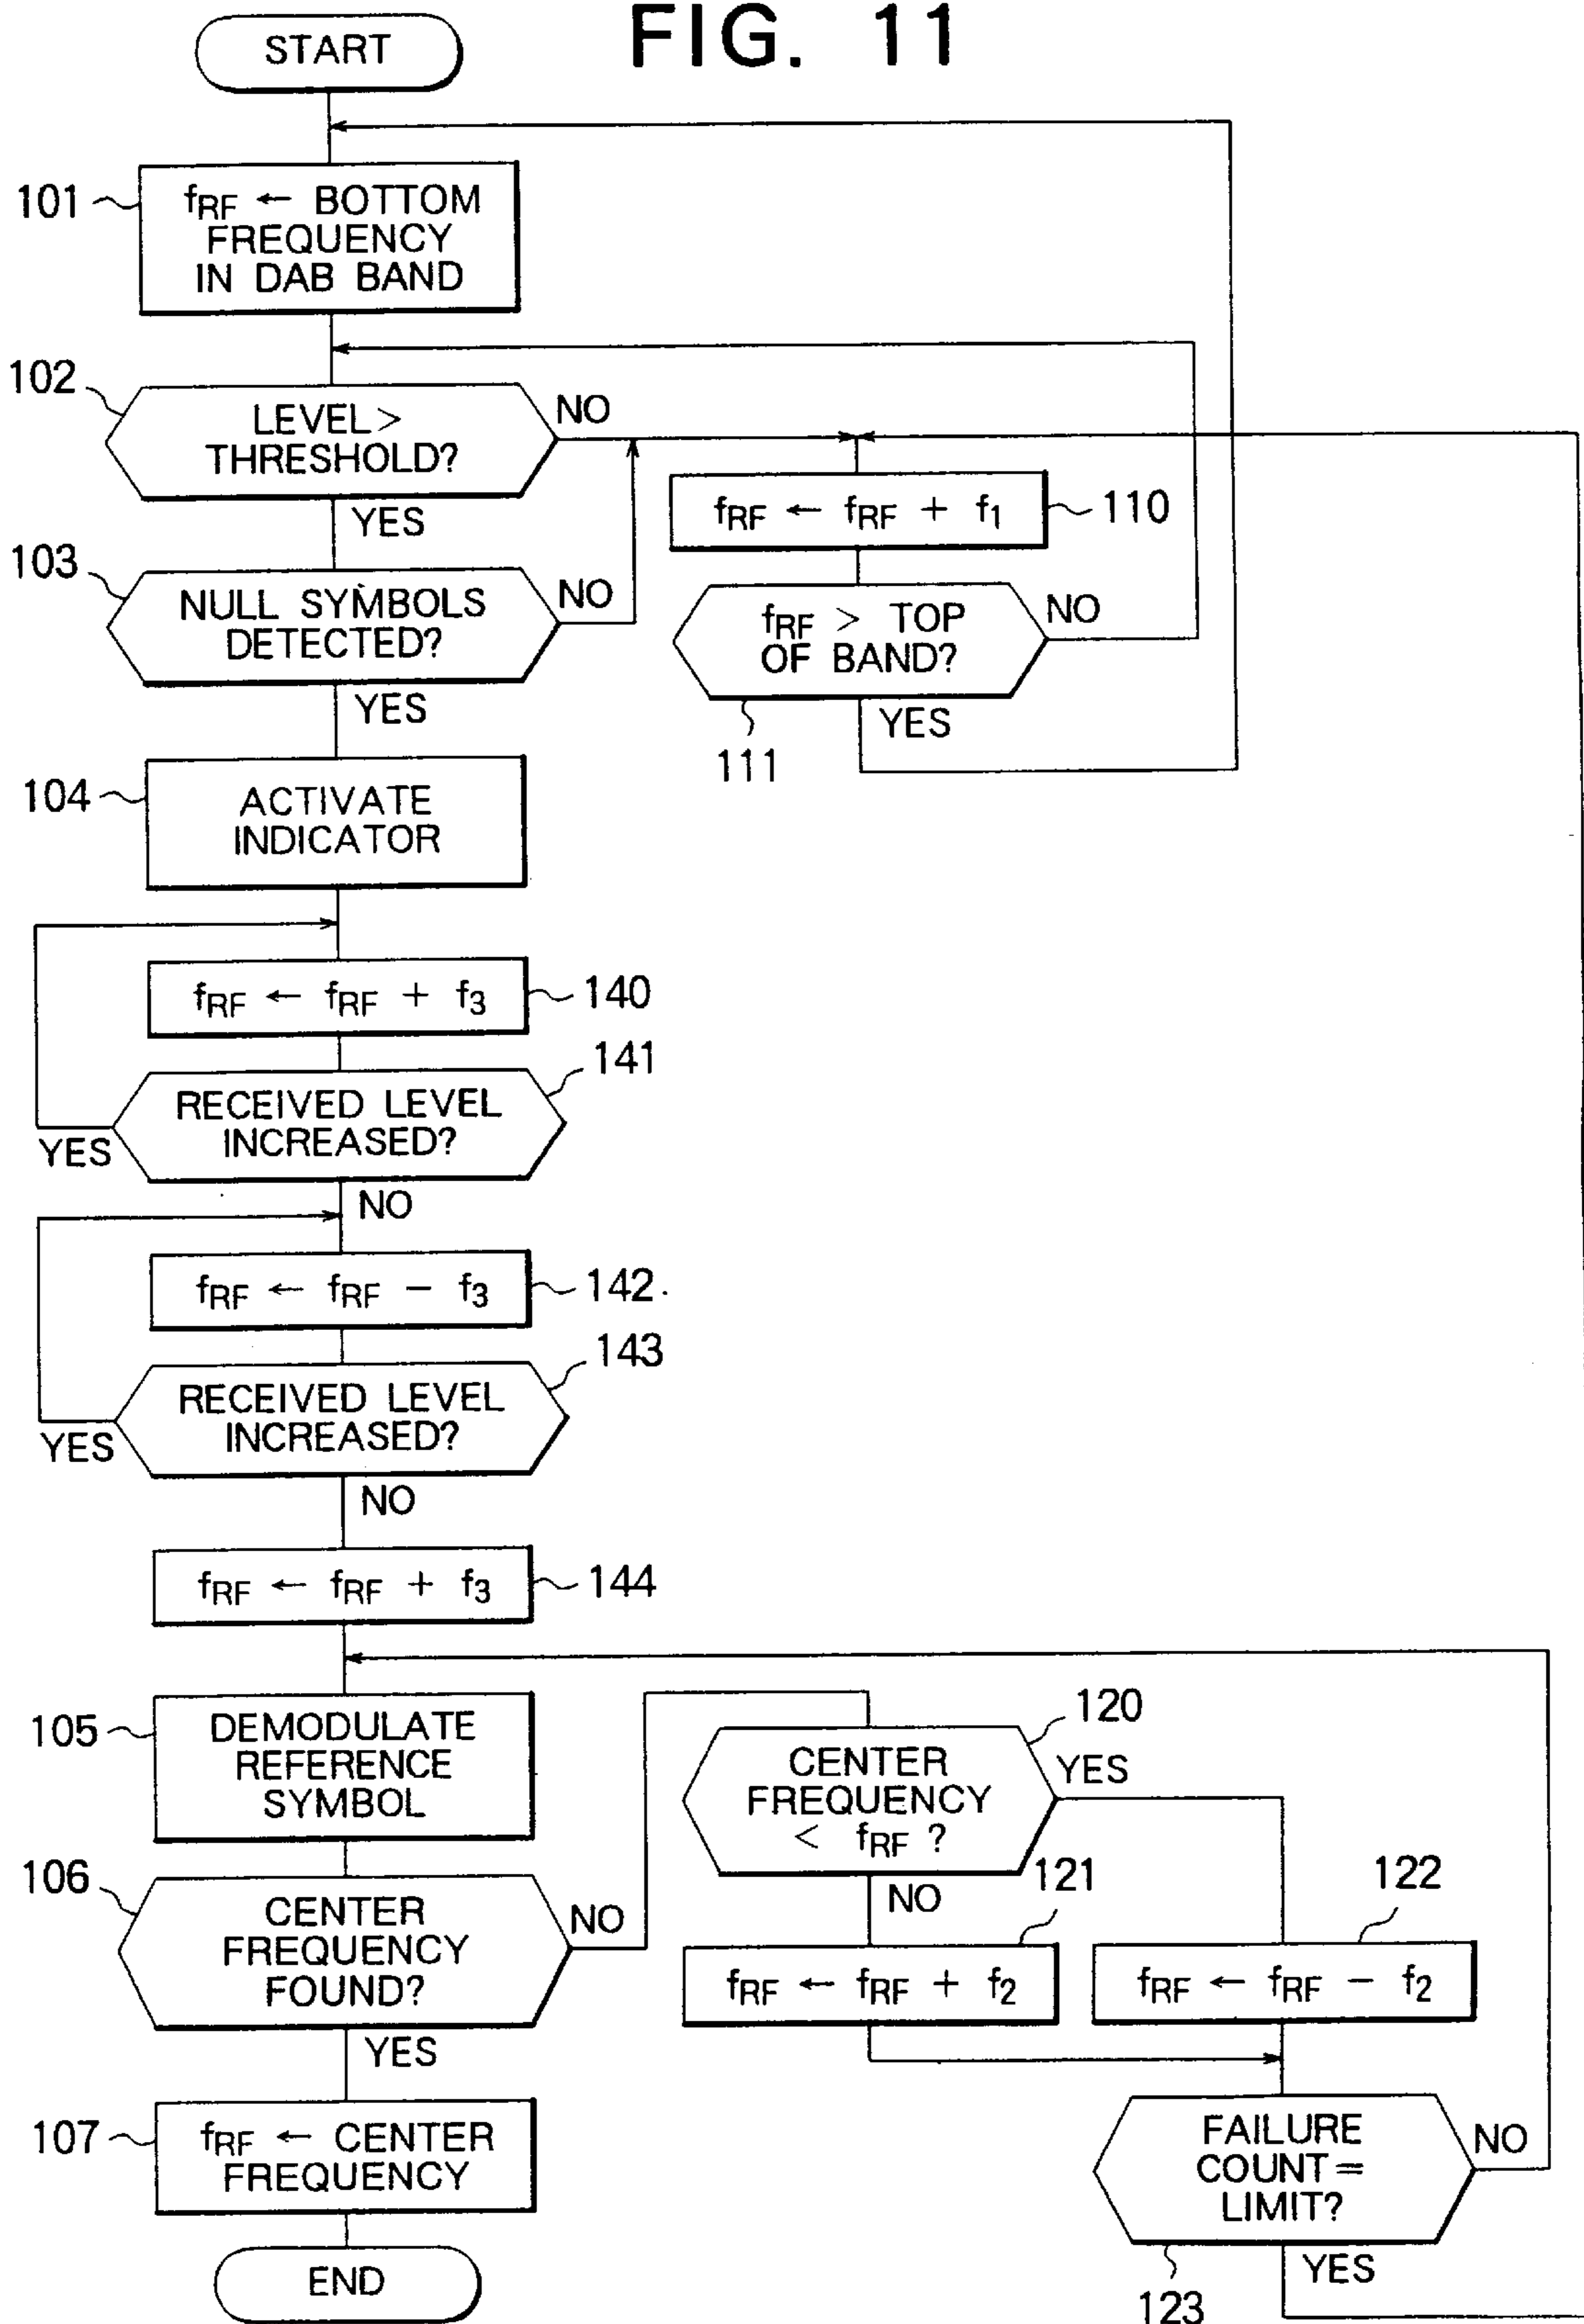 FIG. 11
START
101
fRF ← BOTTOM
FREQUENCY
IN DAB BAND
102
LEVEL >
THRESHOLD?
NO
YES
fRF ← fRF + f1
110
103
NULL SYMBOLS
DETECTED?
NO
YES
fRF > TOP
OF BAND?
NO
YES
111
104
ACTIVATE
INDICATOR
fRF ← fRF + f3
140
141
RECEIVED LEVEL
INCREASED?
YES
NO
fRF ← fRF − f3
142
143
RECEIVED LEVEL
INCREASED?
YES
NO
fRF ← fRF + f3
144
105
DEMODULATE
REFERENCE
SYMBOL
106
CENTER
FREQUENCY
FOUND?
NO
YES
120
CENTER
FREQUENCY
< fRF ?
YES
NO
121
fRF ← fRF + f2
122
fRF ← fRF − f2
107
fRF ← CENTER
FREQUENCY
FAILURE
COUNT =
LIMIT?
NO
YES
123
END